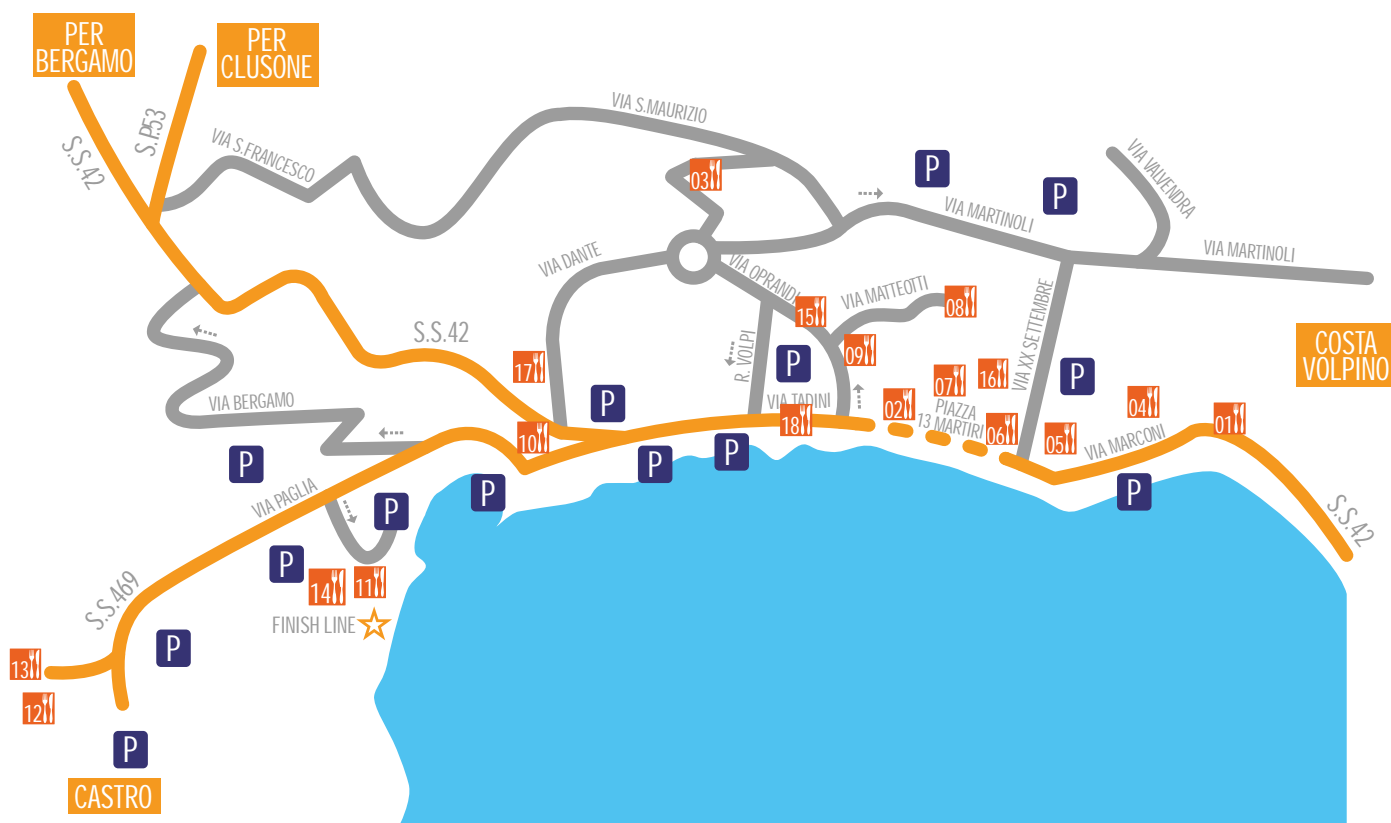 PER
BERGAMO
PER
CLUSONE
S.P.53
S.S.42
VIA S.FRANCESCO
VIA S.MAURIZIO
03
P
P
VIA MARTINOLI
VIA VALVENDRA
VIA MARTINOLI
VIA DANTE
VIA OPRANDI
VIA MATTEOTTI
15
08
09
S.S.42
R. VOLPI
P
VIA XX SETTEMBRE
COSTA
VOLPINO
17
P
VIA TADINI
18
02
07
16
P
PIAZZA
13 MARTIRI
06
05
04
01
VIA MARCONI
P
S.S.42
VIA BERGAMO
10
P
P
P
P
VIA PAGLIA
P
P
14
11
FINISH LINE
S.S.469
P
13
12
P
CASTRO